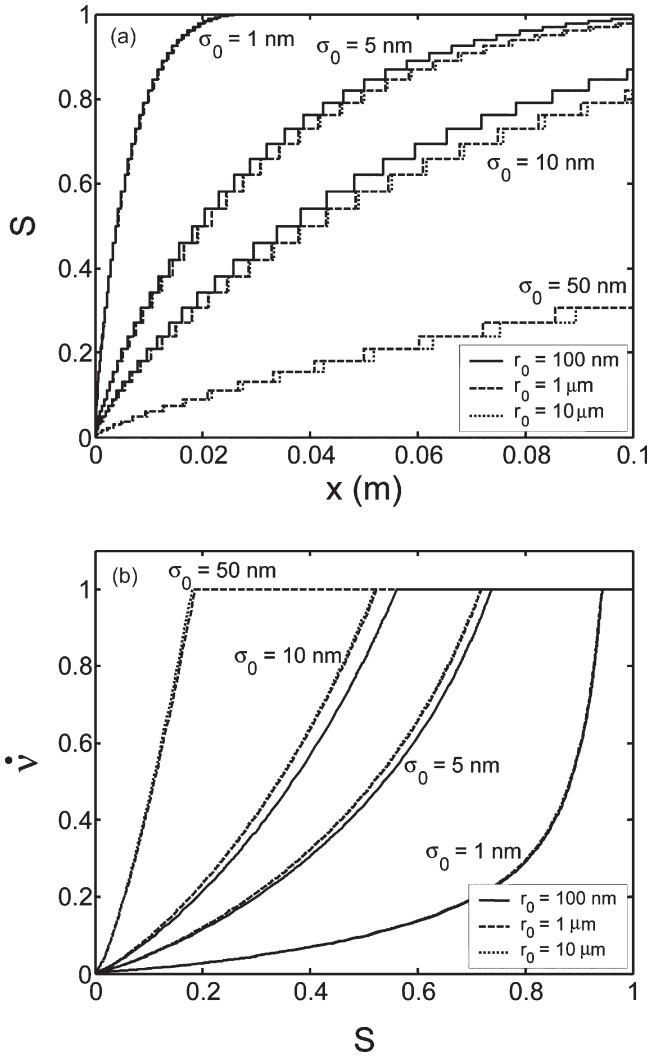 (a)
σ₀ = 1 nm
σ₀ = 5 nm
σ₀ = 10 nm
σ₀ = 50 nm
r₀ = 100 nm
r₀ = 1 μm
r₀ = 10 μm
S
1
0.8
0.6
0.4
0.2
0
0 0.02 0.04 0.06 0.08 0.1
x (m)
(b)
σ₀ = 50 nm
σ₀ = 10 nm
σ₀ = 5 nm
σ₀ = 1 nm
r₀ = 100 nm
r₀ = 1 μm
r₀ = 10 μm
ν̇
1
0.8
0.6
0.4
0.2
0
0 0.2 0.4 0.6 0.8 1
S